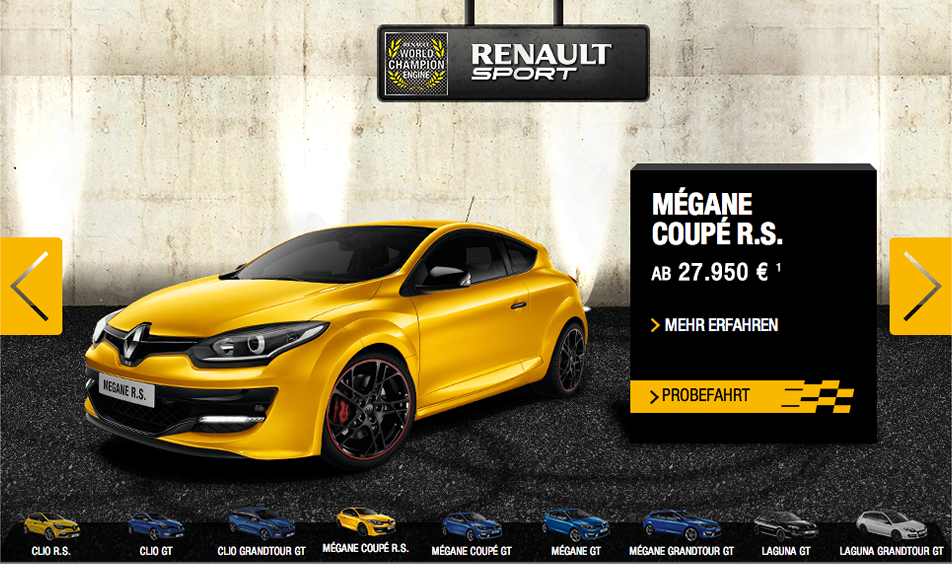 RENAULT
WORLD
CHAMPION
ENGINE
RENAULT
SPORT
MÉGANE
COUPÉ R.S.
AB 27.950 € 1
MEHR ERFAHREN
PROBEFAHRT
MEGANE R.S.
CLIO R.S.
CLIO GT
CLIO GRANDTOUR GT
MÉGANE COUPÉ R.S.
MÉGANE COUPÉ GT
MÉGANE GT
MÉGANE GRANDTOUR GT
LAGUNA GT
LAGUNA GRANDTOUR GT